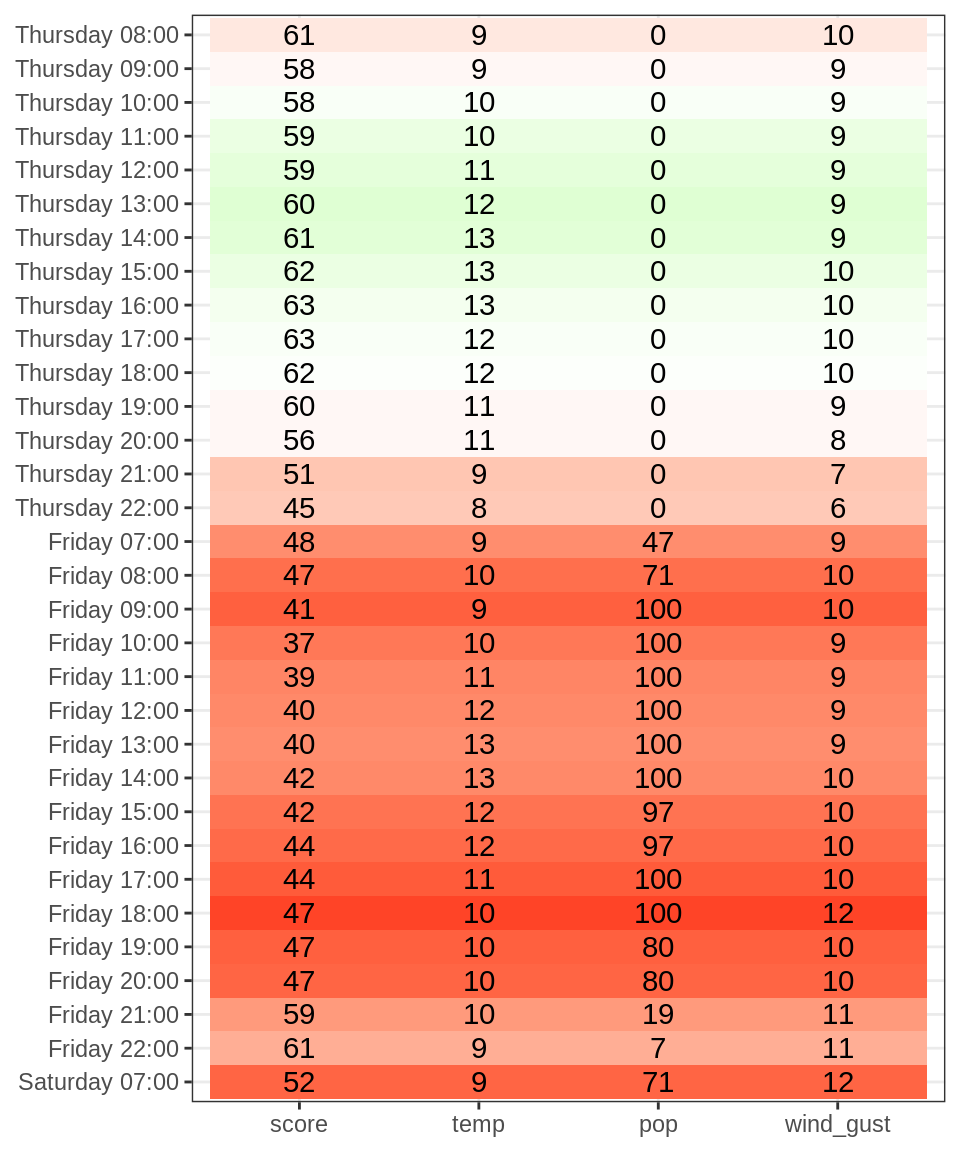 Thursday 08:00 61 9 0 10
Thursday 09:00 58 9 0 9
Thursday 10:00 58 10 0 9
Thursday 11:00 59 10 0 9
Thursday 12:00 59 11 0 9
Thursday 13:00 60 12 0 9
Thursday 14:00 61 13 0 9
Thursday 15:00 62 13 0 10
Thursday 16:00 63 13 0 10
Thursday 17:00 63 12 0 10
Thursday 18:00 62 12 0 10
Thursday 19:00 60 11 0 9
Thursday 20:00 56 11 0 8
Thursday 21:00 51 9 0 7
Thursday 22:00 45 8 0 6
Friday 07:00 48 9 47 9
Friday 08:00 47 10 71 10
Friday 09:00 41 9 100 10
Friday 10:00 37 10 100 9
Friday 11:00 39 11 100 9
Friday 12:00 40 12 100 9
Friday 13:00 40 13 100 9
Friday 14:00 42 13 100 10
Friday 15:00 42 12 97 10
Friday 16:00 44 12 97 10
Friday 17:00 44 11 100 10
Friday 18:00 47 10 100 12
Friday 19:00 47 10 80 10
Friday 20:00 47 10 80 10
Friday 21:00 59 10 19 11
Friday 22:00 61 9 7 11
Saturday 07:00 52 9 71 12
score temp pop wind_gust